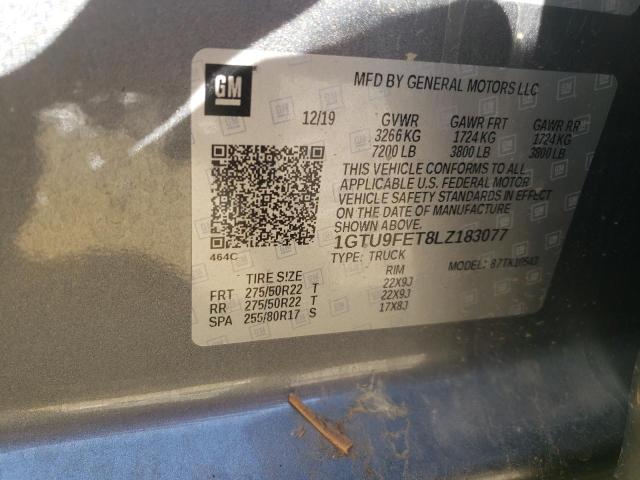 GM
MFD BY GENERAL MOTORS LLC
12/19 GVWR GAWR FRT GAWR RR
3266 KG 1724 KG 1724 KG
7200 LB 3800 LB 3800 LB
THIS VEHICLE CONFORMS TO ALL
APPLICABLE U.S. FEDERAL MOTOR
VEHICLE SAFETY STANDARDS IN EFFECT
ON THE DATE OF MANUFACTURE SHOWN ABOVE.
1GTU9FET8LZ183077
464C TYPE: TRUCK MODEL:
TIRE SIZE RIM
FRT 275/50R22 T 22X9J
RR 275/50R22 T 22X9J
SPA 255/80R17 S 17X8J